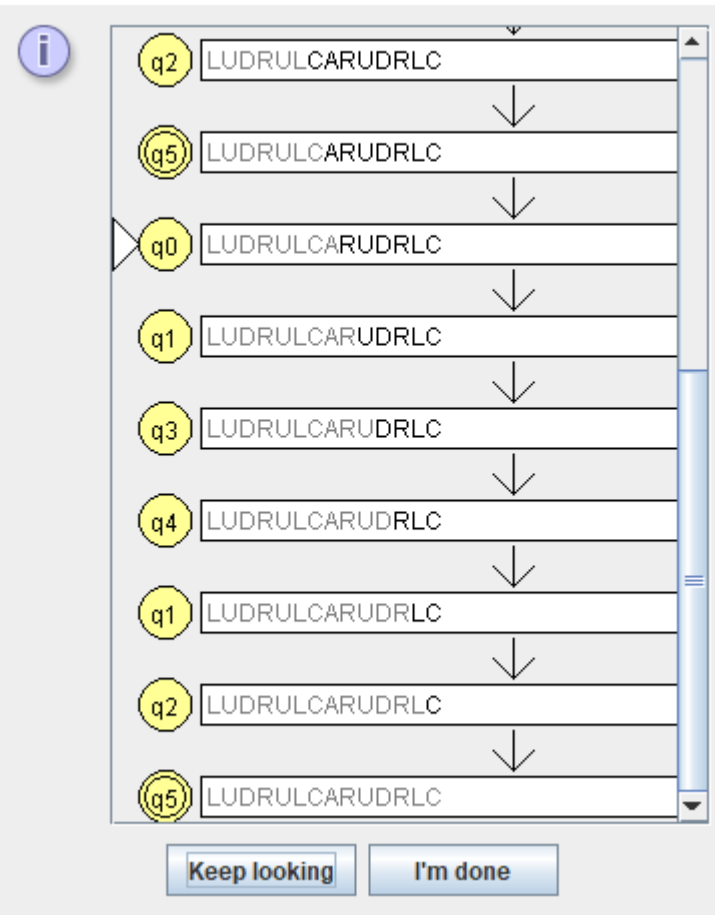 i
q2 LUDRULCARUDRLC
q5 LUDRULCARUDRLC
q0 LUDRULCARUDRLC
q1 LUDRULCARUDRLC
q3 LUDRULCARUDRLC
q4 LUDRULCARUDRLC
q1 LUDRULCARUDRLC
q2 LUDRULCARUDRLC
q5 LUDRULCARUDRLC
Keep looking I'm done